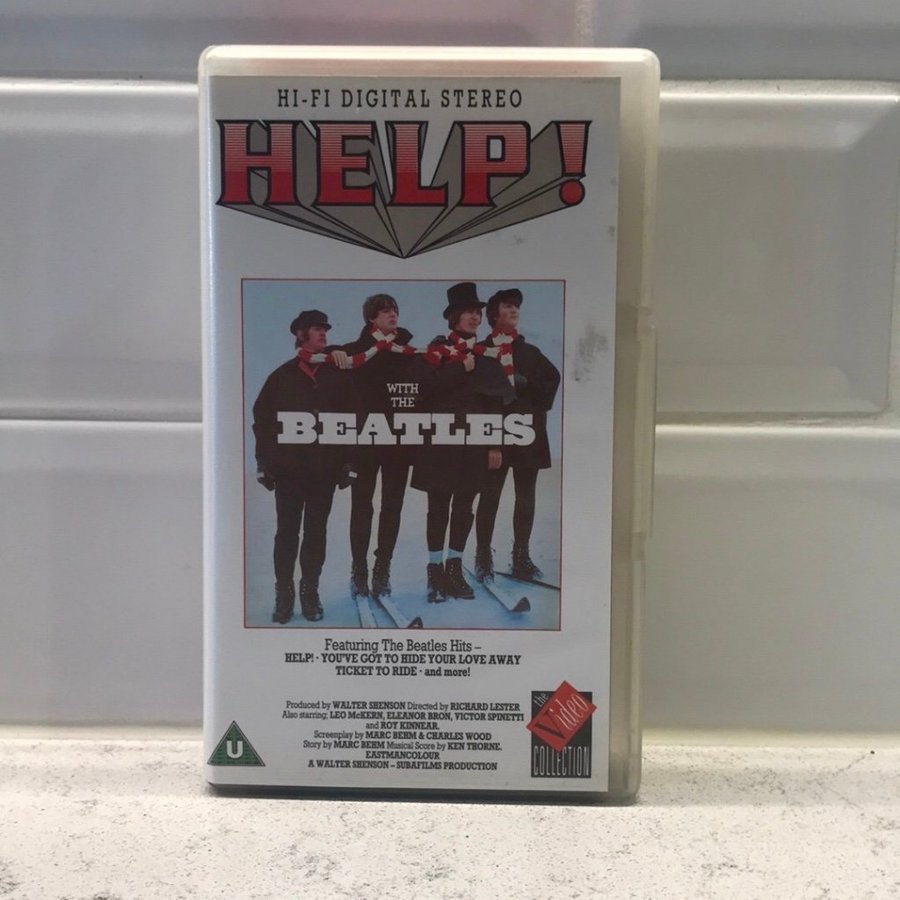 HI-FI DIGITAL STEREO
HELP!
WITH
THE
BEATLES
Featuring The Beatles Hits –
HELP! · YOU'VE GOT TO HIDE YOUR LOVE AWAY
TICKET TO RIDE · and more!
Produced by WALTER SHENSON Directed by RICHARD LESTER
Also starring; LEO McKERN, ELEANOR BRON, VICTOR SPINETTI
and ROY KINNEAR.
Screenplay by MARC BEHM & CHARLES WOOD
Story by MARC BEHM Musical Score by KEN THORNE.
EASTMANCOLOUR
A WALTER SHENSON – SUBAFILMS PRODUCTION
U
the
Video
COLLECTION